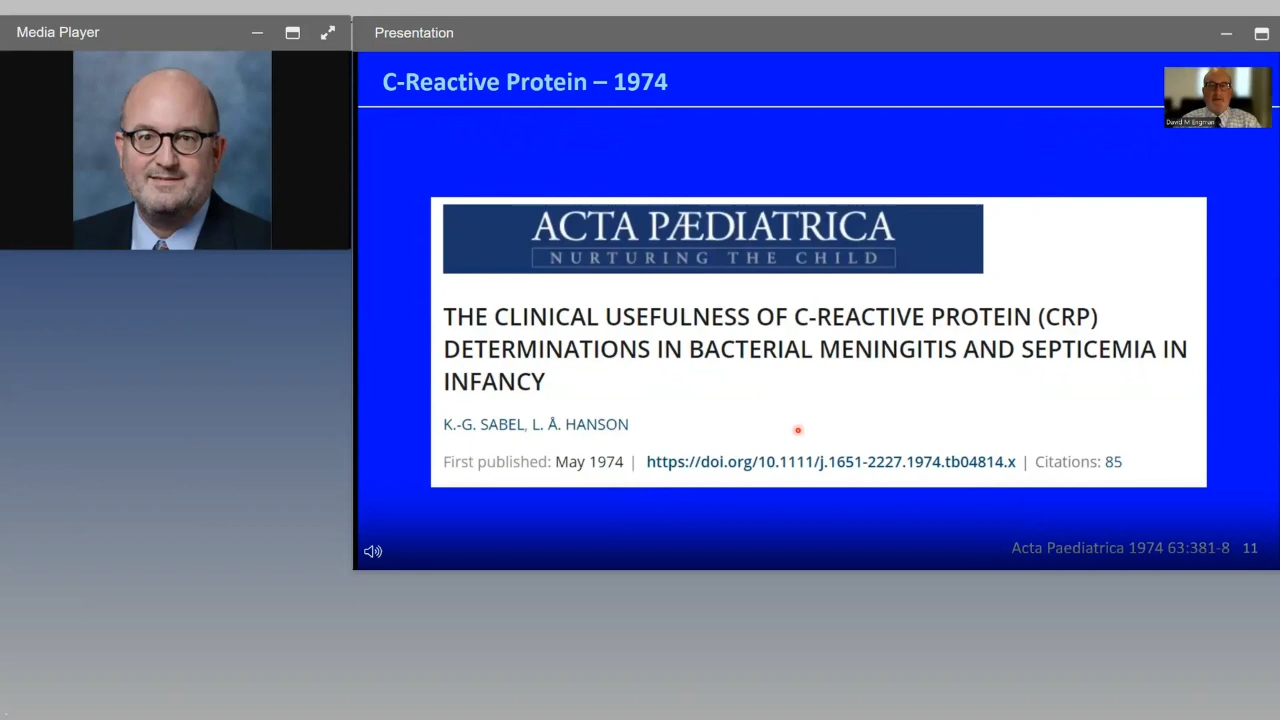 Media Player
Presentation
C-Reactive Protein – 1974
David M Engman
ACTA PÆDIATRICA
NURTURING THE CHILD
THE CLINICAL USEFULNESS OF C-REACTIVE PROTEIN (CRP)
DETERMINATIONS IN BACTERIAL MENINGITIS AND SEPTICEMIA IN
INFANCY
K.-G. SABEL, L. Å. HANSON
First published: May 1974 | https://doi.org/10.1111/j.1651-2227.1974.tb04814.x | Citations: 85
Acta Paediatrica 1974 63:381-8 11